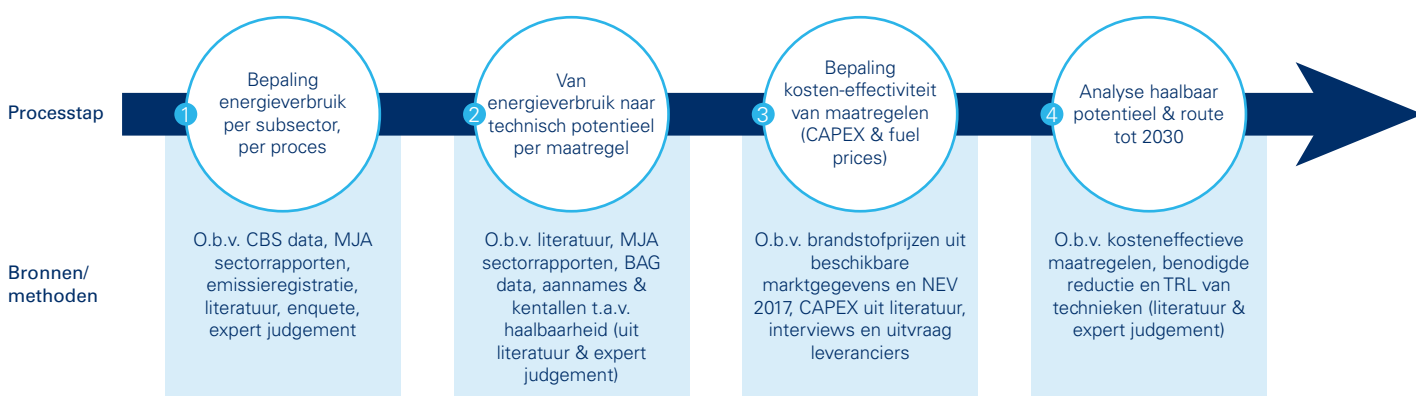 Processtap
1
Bepaling
energieverbruik
per subsector,
per proces
2
Van
energieverbruik naar
technisch potentieel
per maatregel
3
Bepaling
kosten-effectiviteit
van maatregelen
(CAPEX & fuel
prices)
4
Analyse haalbaar
potentieel & route
tot 2030
Bronnen/
methoden
O.b.v. CBS data, MJA
sectorrapporten,
emissieregistratie,
literatuur, enquete,
expert judgement
O.b.v. literatuur, MJA
sectorrapporten, BAG
data, aannames &
kentallen t.a.v.
haalbaarheid (uit
literatuur & expert
judgement)
O.b.v. brandstofprijzen uit
beschikbare
marktgegevens en NEV
2017, CAPEX uit literatuur,
interviews en uitvraag
leveranciers
O.b.v. kosteneffectieve
maatregelen, benodigde
reductie en TRL van
technieken (literatuur &
expert judgement)